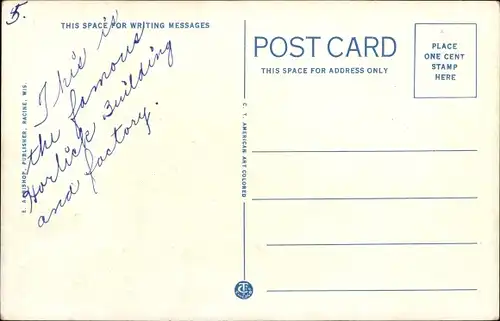 5.
THIS SPACE FOR WRITING MESSAGES
This is
the famous
Horlick Building
and factory.
E. A. BISHOP, PUBLISHER, RACINE, WIS.
C. T. AMERICAN ART COLORED
POST CARD
THIS SPACE FOR ADDRESS ONLY
PLACE
ONE CENT
STAMP
HERE